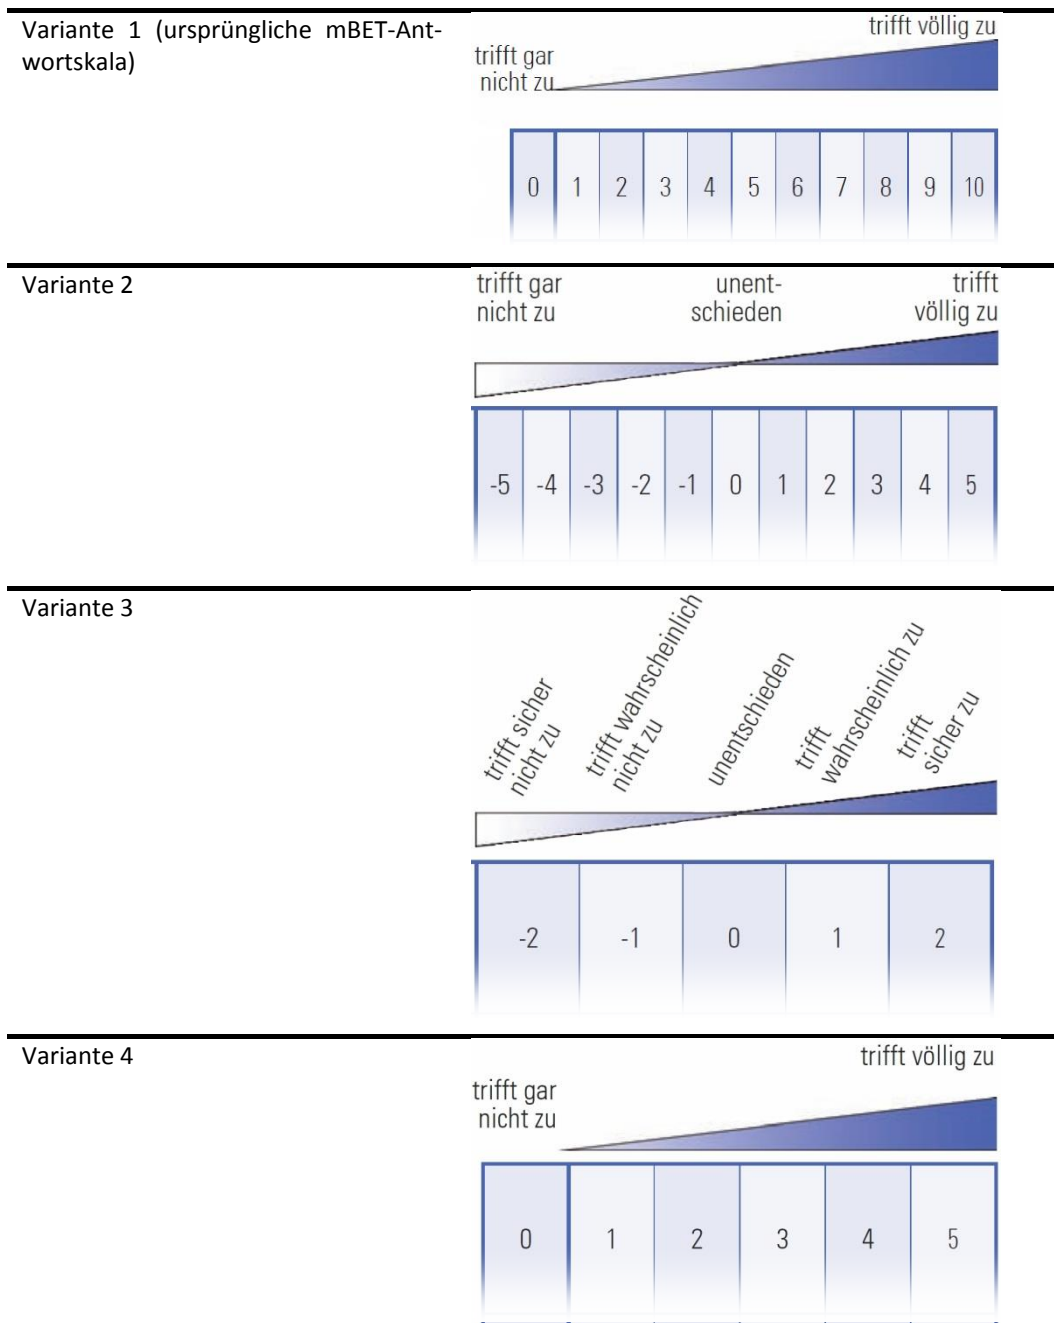 Variante 1 (ursprüngliche mBET-Ant-
wortskala)
trifft völlig zu
trifft gar
nicht zu
0 1 2 3 4 5 6 7 8 9 10
Variante 2
trifft gar
nicht zu
unent-
schieden
trifft
völlig zu
-5 -4 -3 -2 -1 0 1 2 3 4 5
Variante 3
trifft sicher
nicht zu
trifft wahrscheinlich
nicht zu
unentschieden
trifft
wahrscheinlich zu
trifft
sicher zu
-2 -1 0 1 2
Variante 4
trifft völlig zu
trifft gar
nicht zu
0 1 2 3 4 5